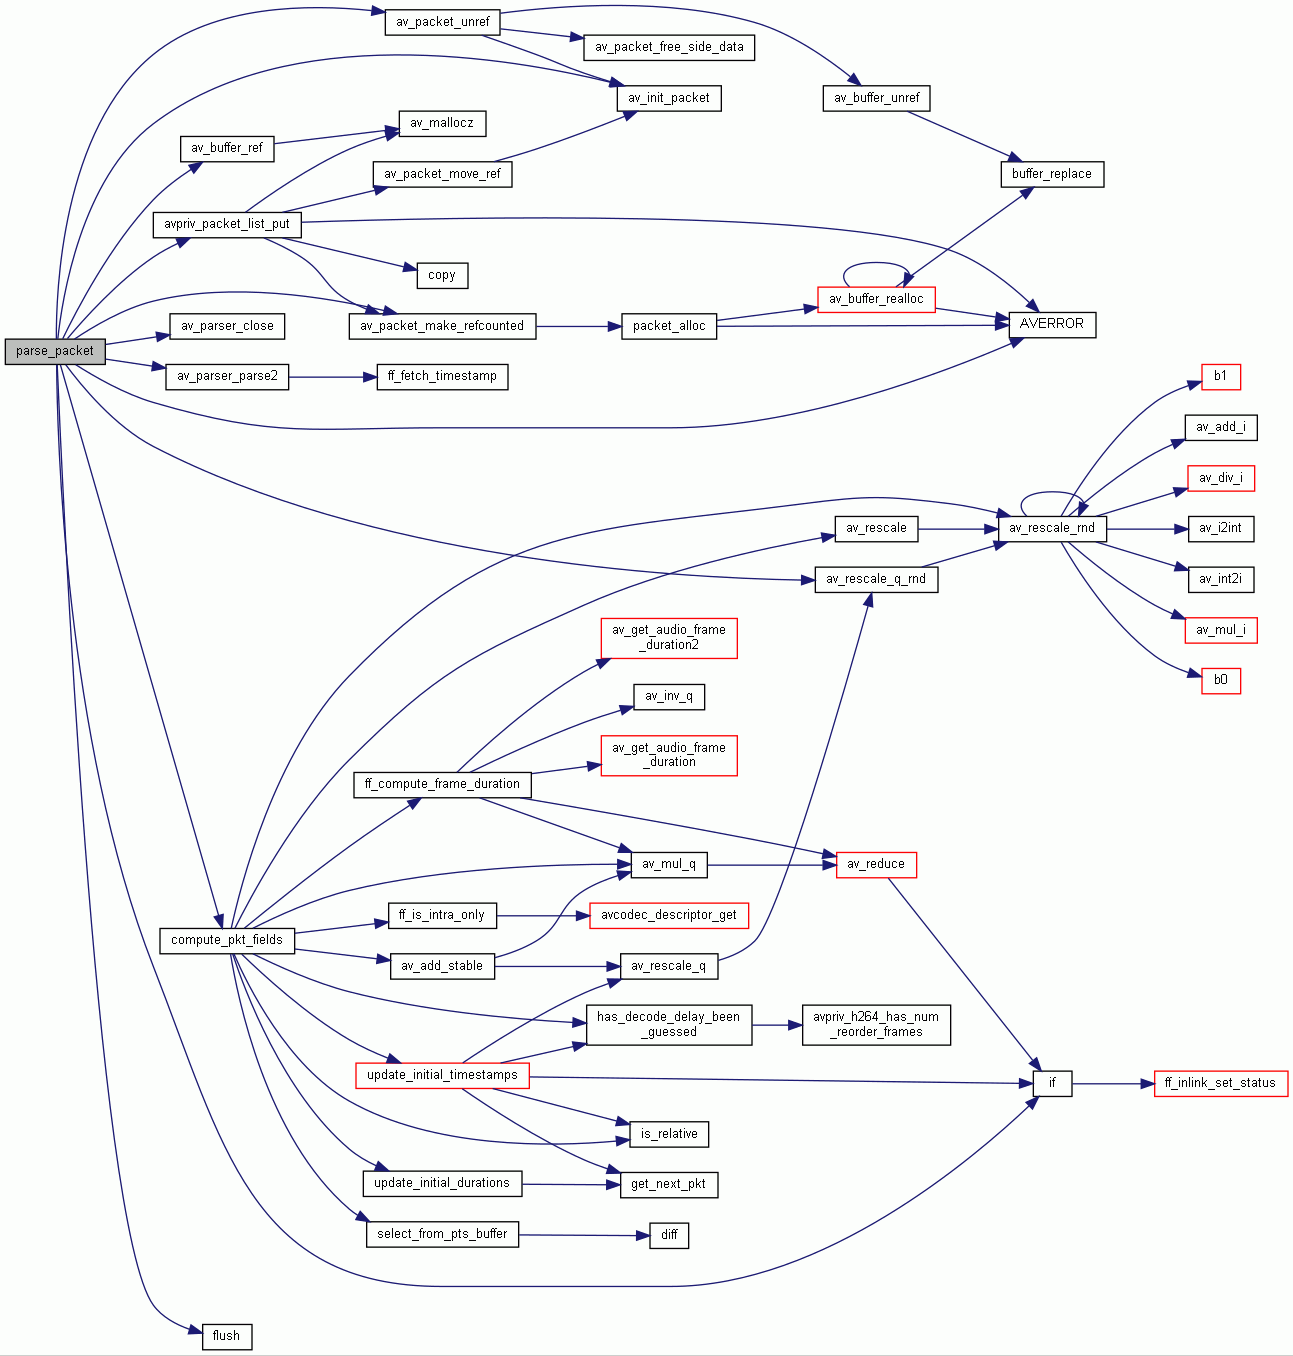 av_packet_unref
av_packet_free_side_data
av_init_packet
av_buffer_unref
av_mallocz
av_buffer_ref
av_packet_move_ref
buffer_replace
avpriv_packet_list_put
copy
av_buffer_realloc
av_parser_close
av_packet_make_refcounted
packet_alloc
AVERROR
parse_packet
av_parser_parse2
ff_fetch_timestamp
b1
av_add_i
av_div_i
av_rescale
av_rescale_rnd
av_i2int
av_rescale_q_rnd
av_int2i
av_get_audio_frame
_duration2
av_mul_i
b0
av_inv_q
av_get_audio_frame
_duration
ff_compute_frame_duration
av_mul_q
av_reduce
ff_is_intra_only
avcodec_descriptor_get
compute_pkt_fields
av_add_stable
av_rescale_q
has_decode_delay_been
_guessed
avpriv_h264_has_num
_reorder_frames
update_initial_timestamps
if
ff_inlink_set_status
is_relative
update_initial_durations
get_next_pkt
select_from_pts_buffer
diff
flush